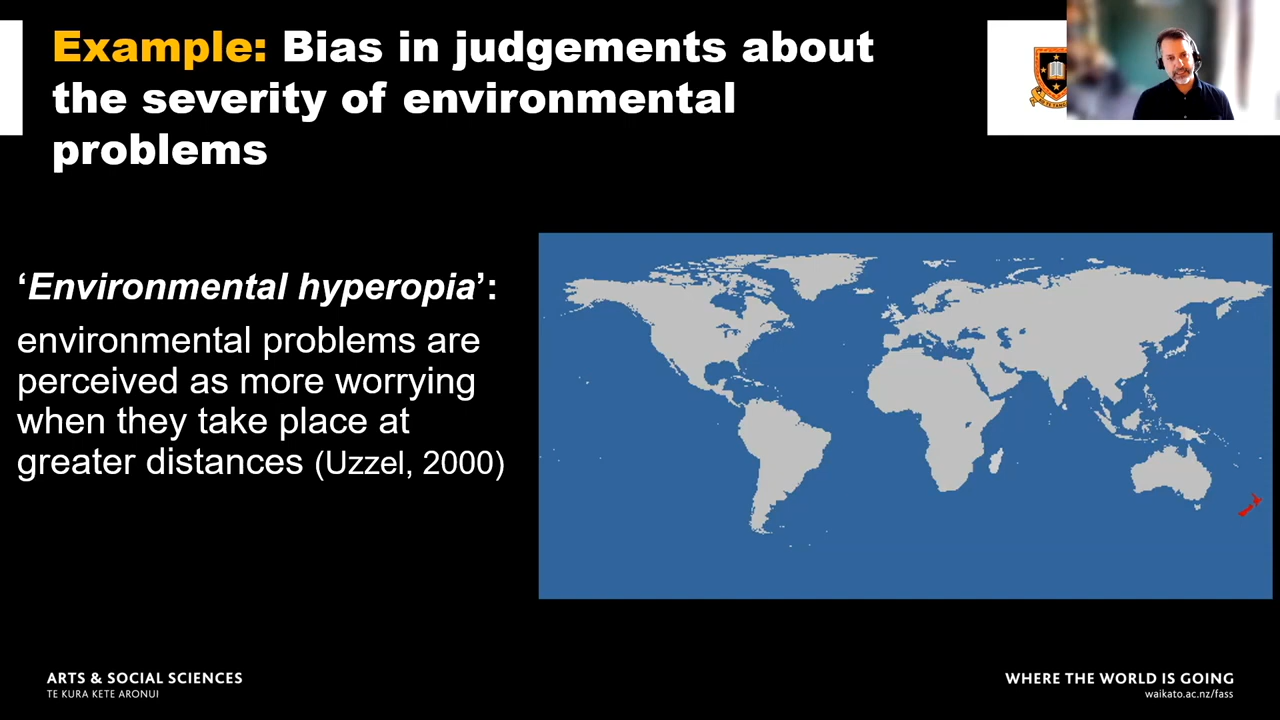 Example: Bias in judgements about
the severity of environmental
problems
‘Environmental hyperopia’:
environmental problems are
perceived as more worrying
when they take place at
greater distances (Uzzel, 2000)
ARTS & SOCIAL SCIENCES
TE KURA KETE ARONUI
WHERE THE WORLD IS GOING
waikato.ac.nz/fass